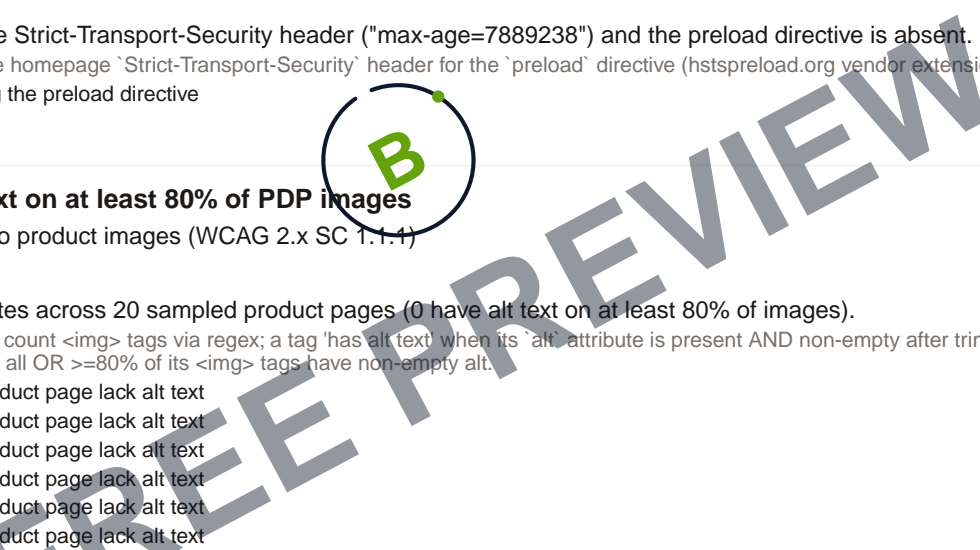 e Strict-Transport-Security header ("max-age=7889238") and the preload directive is absent.
e homepage `Strict-Transport-Security` header for the `preload` directive (hstspreload.org vendor extensi
g the preload directive
B
xt on at least 80% of PDP images
o product images (WCAG 2.x SC 1.1.1)
tes across 20 sampled product pages (0 have alt text on at least 80% of images).
count <img> tags via regex; a tag 'has alt text' when its `alt` attribute is present AND non-empty after trim
all OR >=80% of its <img> tags have non-empty alt.
duct page lack alt text
duct page lack alt text
duct page lack alt text
duct page lack alt text
duct page lack alt text
duct page lack alt text
FREE PREVIEW